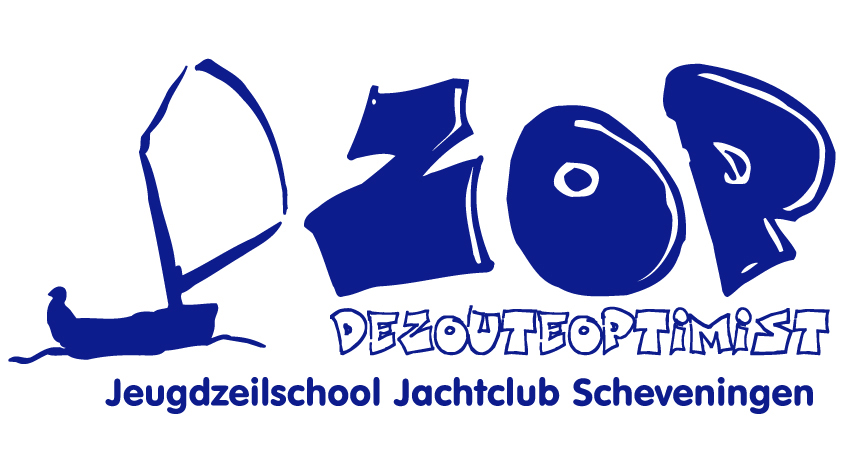 ZOP
DEZOUTEOPTiMiST
Jeugdzeilschool Jachtclub Scheveningen